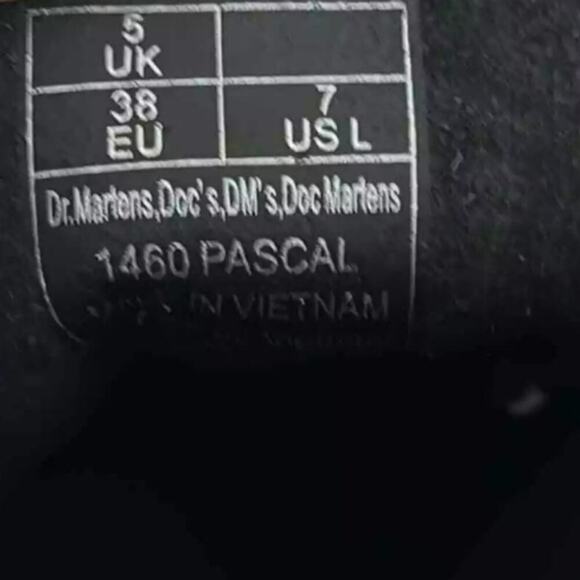 5
UK
38
EU
7
US L
Dr.Martens,Doc's,DM's,Doc Martens
1460 PASCAL
IN VIETNAM